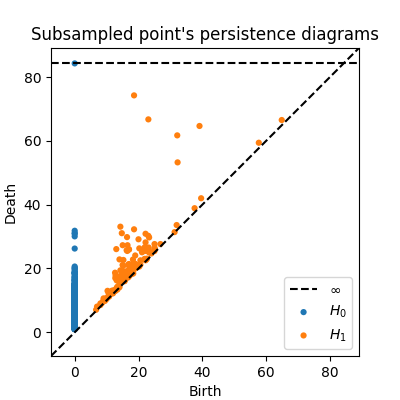 Subsampled point's persistence diagrams
Death
80
60
40
20
0
∞
H₀
H₁
0 20 40 60 80
Birth